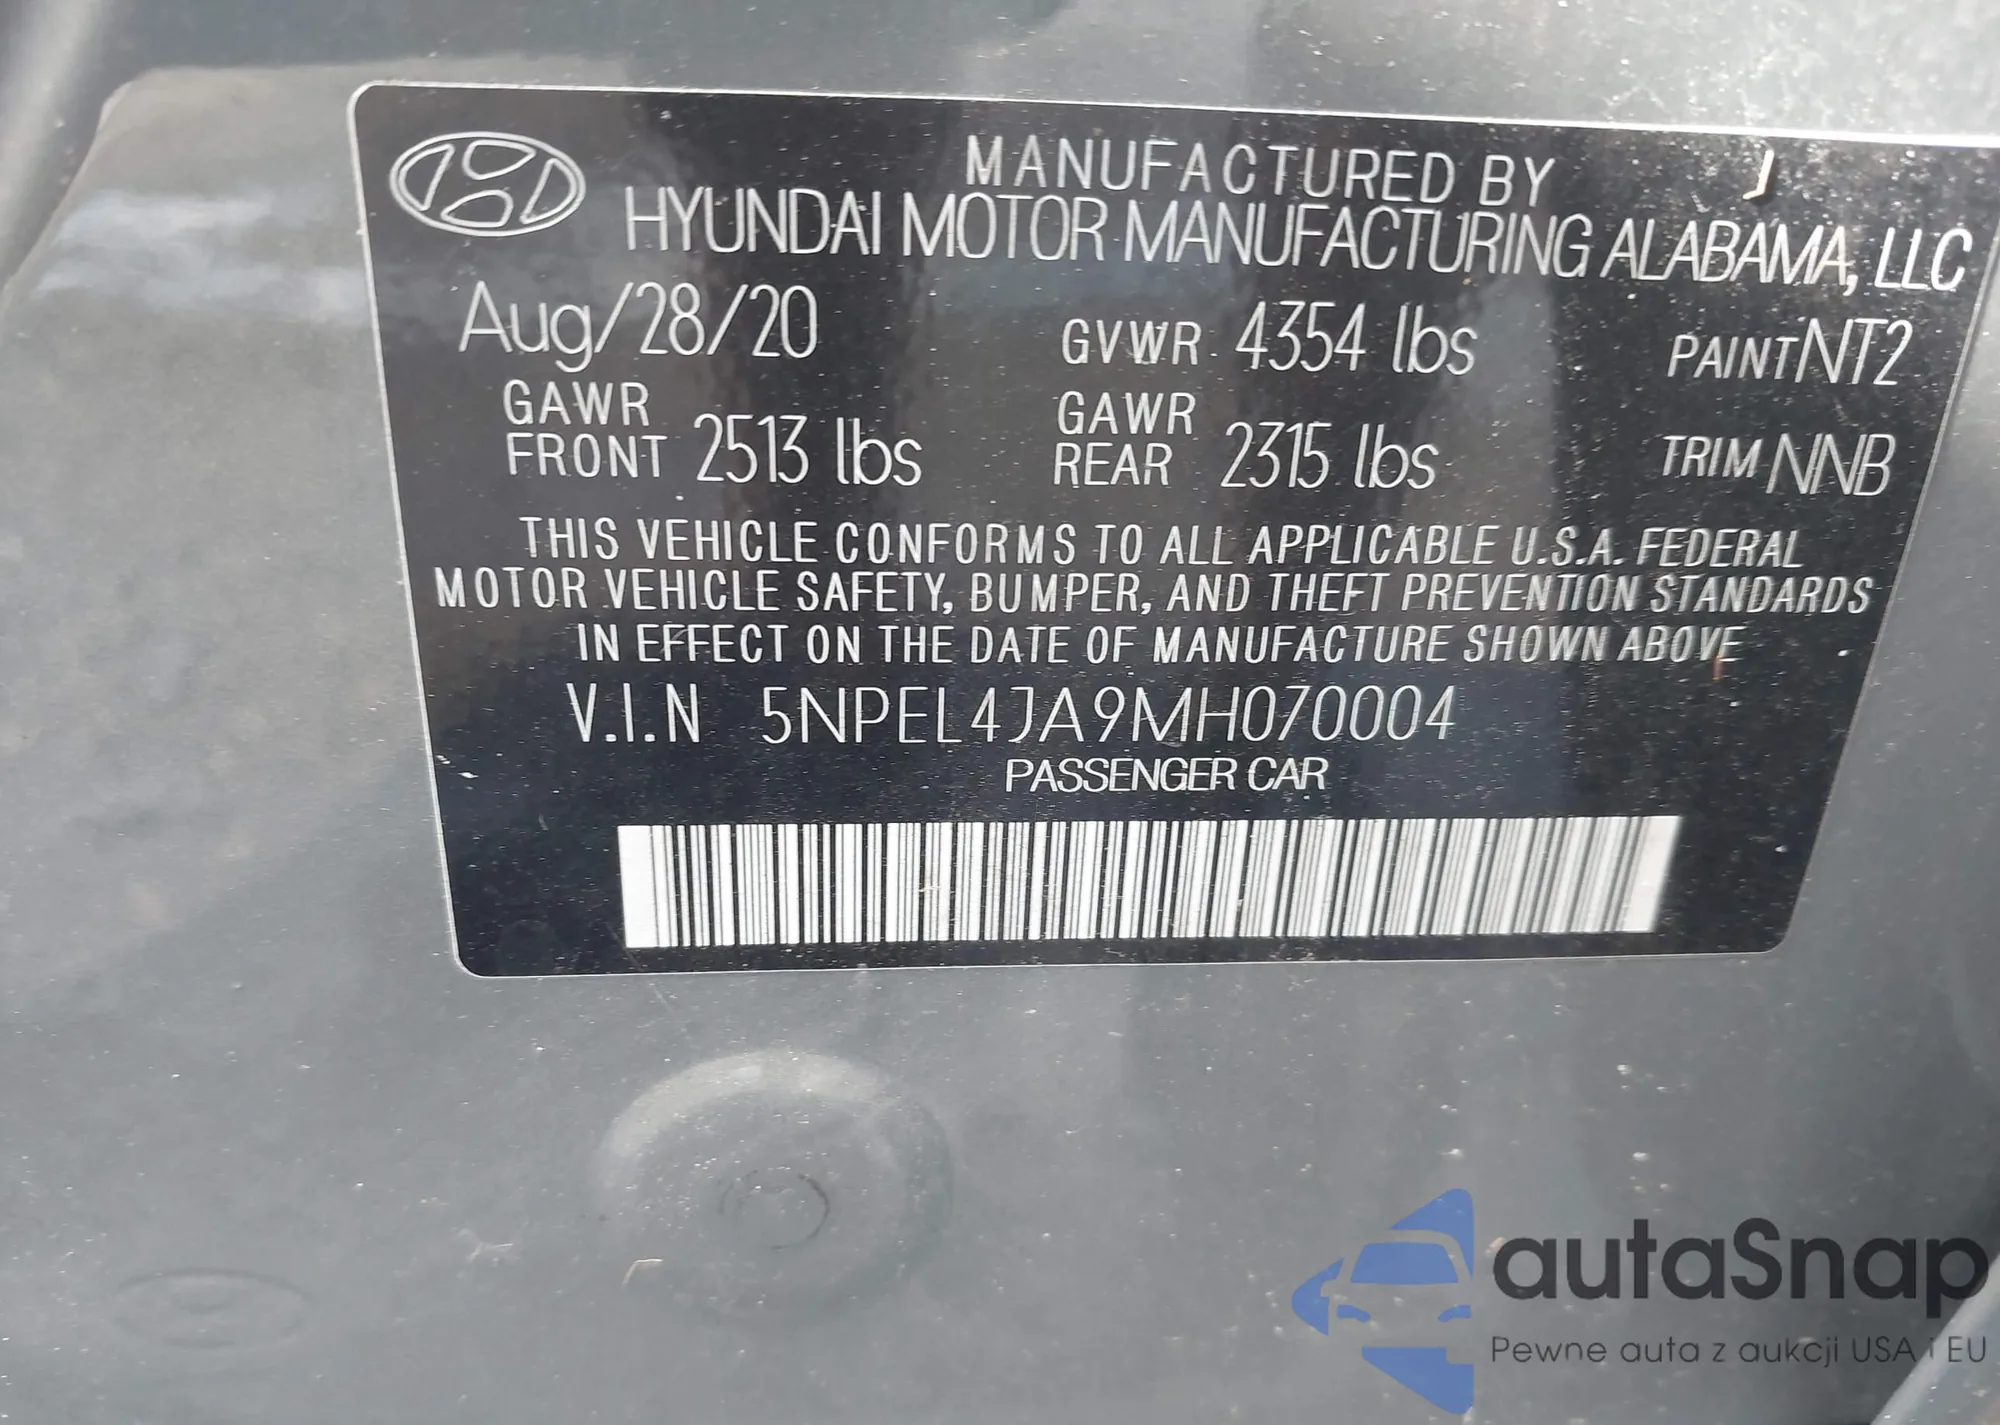 MANUFACTURED BY
HYUNDAI MOTOR MANUFACTURING ALABAMA, LLC
Aug/28/20 GVWR 4354 lbs PAINT NT2
GAWR FRONT 2513 lbs GAWR REAR 2315 lbs TRIM NNB
THIS VEHICLE CONFORMS TO ALL APPLICABLE U.S.A. FEDERAL
MOTOR VEHICLE SAFETY, BUMPER, AND THEFT PREVENTION STANDARDS
IN EFFECT ON THE DATE OF MANUFACTURE SHOWN ABOVE
V.I.N 5NPEL4JA9MH070004
PASSENGER CAR
autaSnap
Pewne auta z aukcji USA i EU